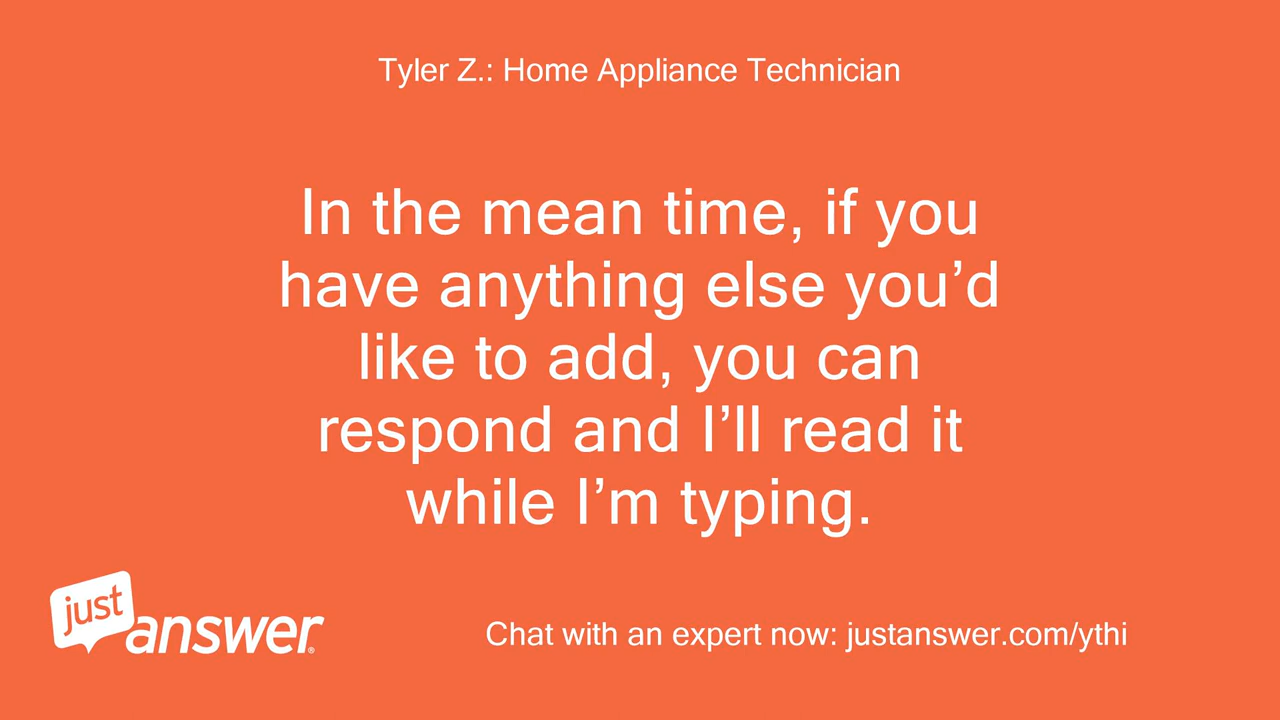 Tyler Z.: Home Appliance Technician
In the mean time, if you
have anything else you’d
like to add, you can
respond and I’ll read it
while I’m typing.
just
answer®
Chat with an expert now: justanswer.com/ythi